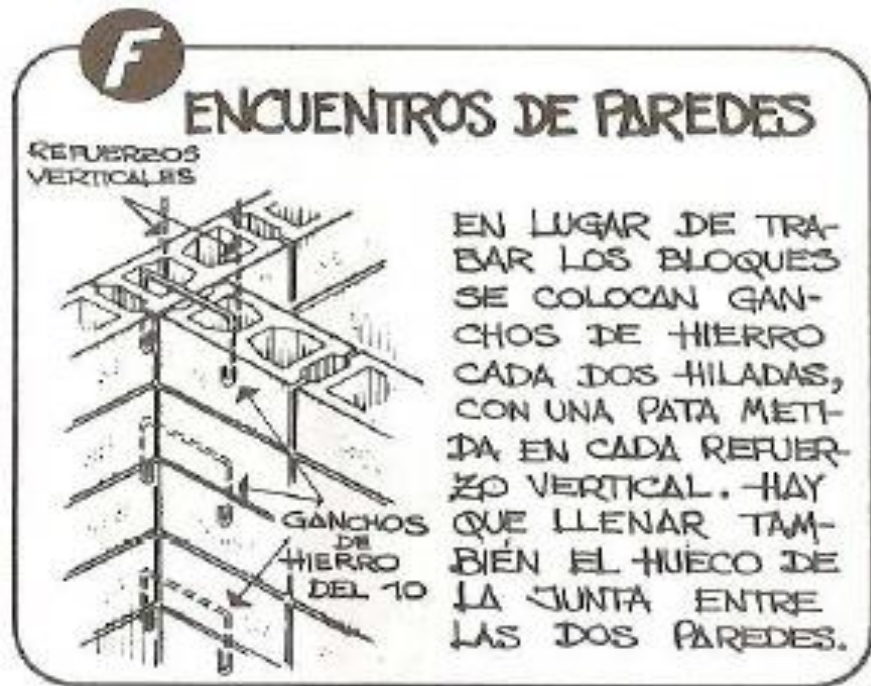 F
ENCUENTROS DE PAREDES
REFUERZOS
VERTICALES
EN LUGAR DE TRA-
BAR LOS BLOQUES
SE COLOCAN GAN-
CHOS DE HIERRO
CADA DOS HILADAS,
CON UNA PATA METI-
DA EN CADA REFUER-
ZO VERTICAL. HAY
QUE LLENAR TAM-
BIÉN EL HUECO DE
LA JUNTA ENTRE
LAS DOS PAREDES.
GANCHOS
DE
HIERRO
DEL 10